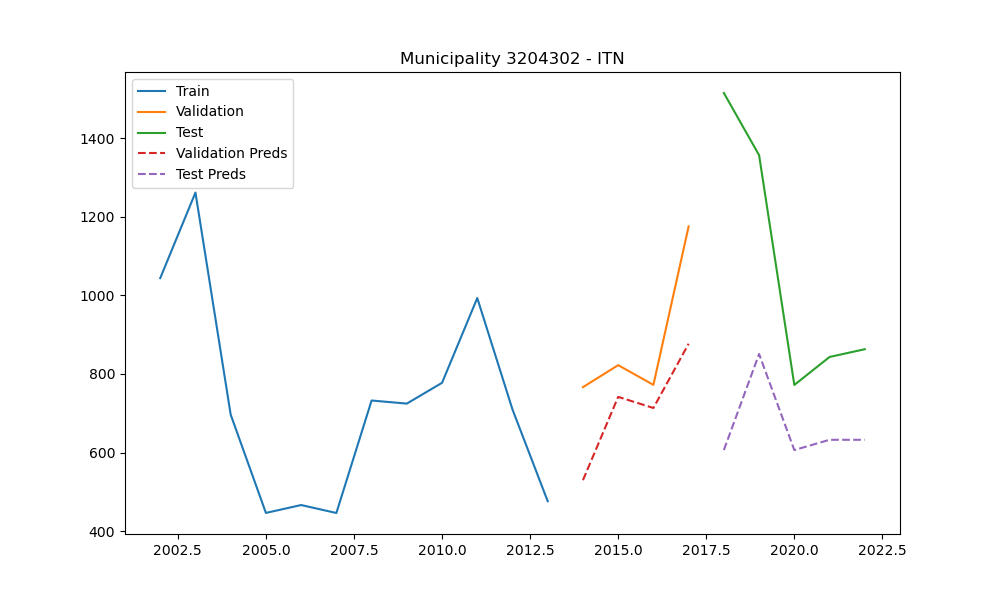 Municipality 3204302 - ITN
Train
Validation
Test
Validation Preds
Test Preds
1400
1200
1000
800
600
400
2002.5 2005.0 2007.5 2010.0 2012.5 2015.0 2017.5 2020.0 2022.5